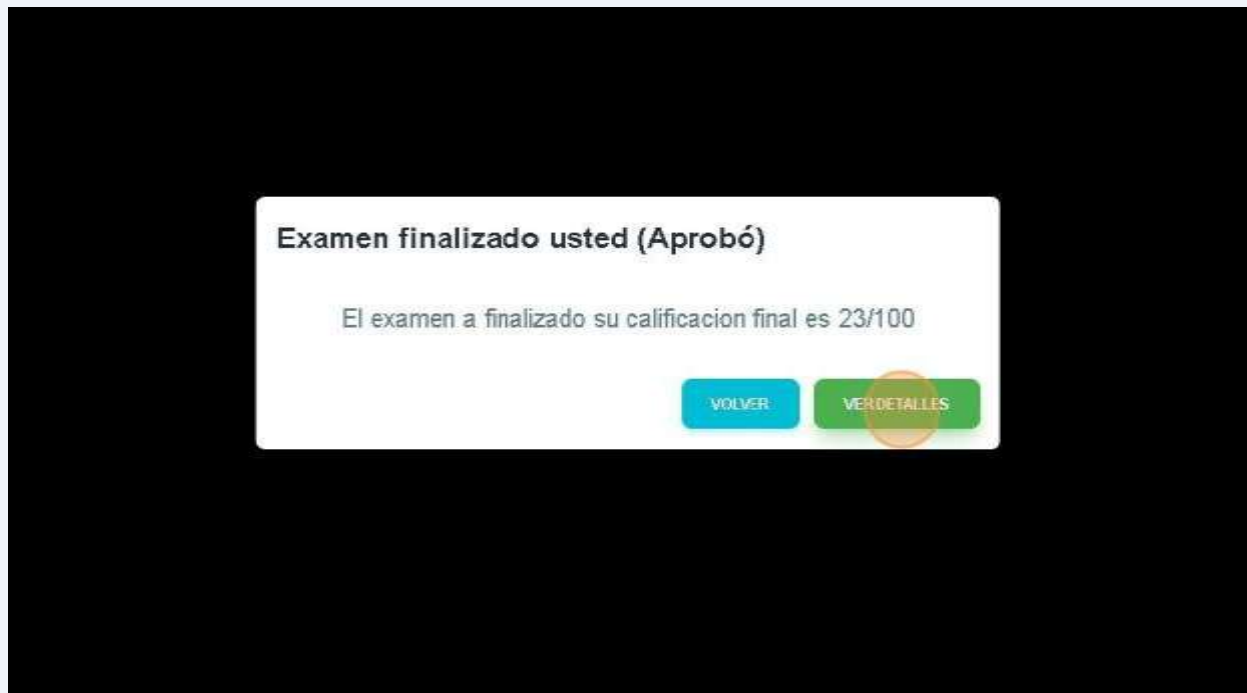 Examen finalizado usted (Aprobó)
El examen a finalizado su calificacion final es 23/100
VOLVER
VER DETALLES